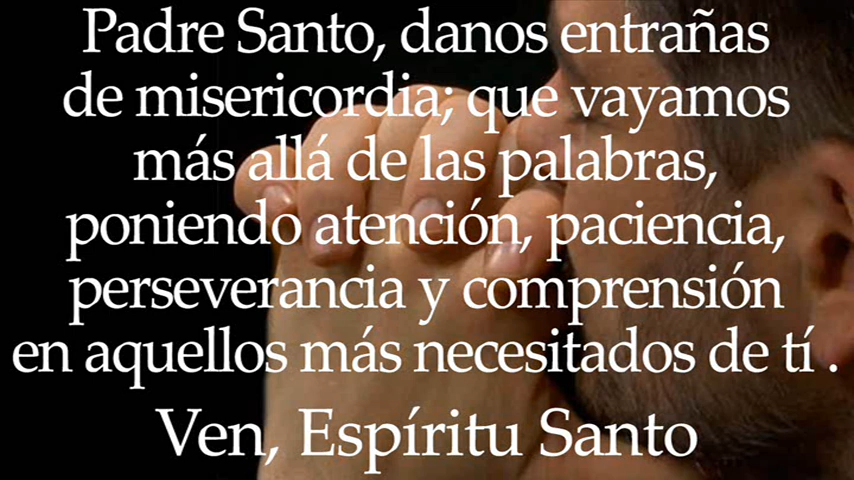 Padre Santo, danos entrañas
de misericordia; que vayamos
más allá de las palabras,
poniendo atención, paciencia,
perseverancia y comprensión
en aquellos más necesitados de tí .
Ven, Espíritu Santo